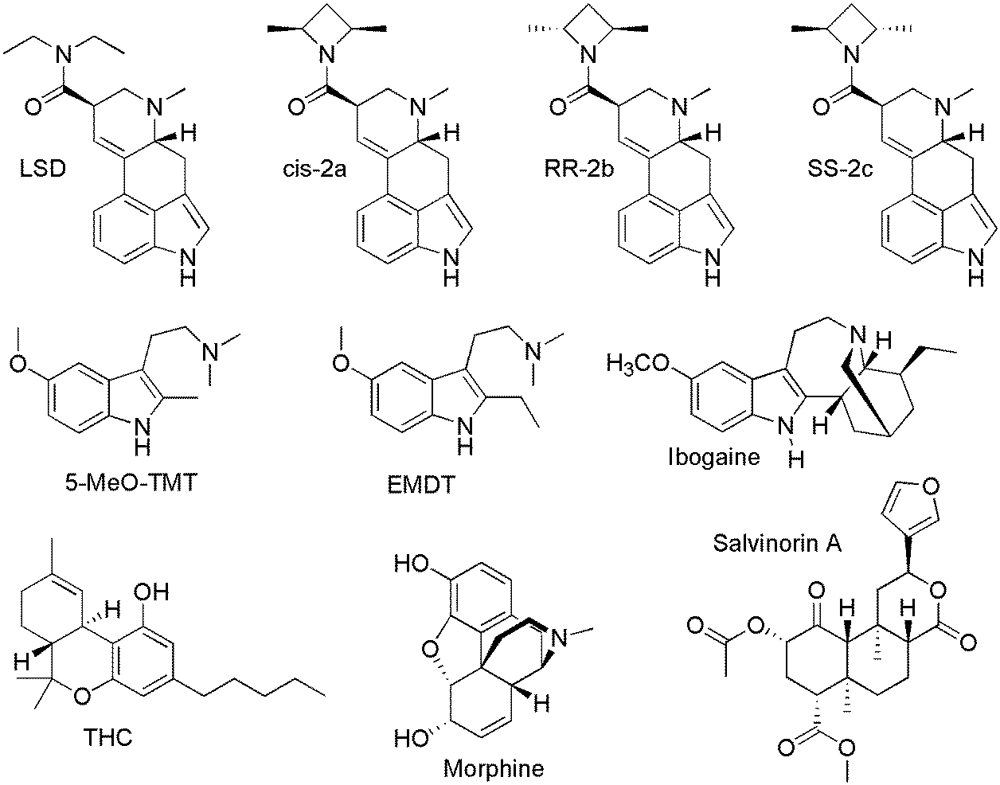 N
O
N
H
N
H
LSD
N
O
N
H
N
H
cis-2a
N
O
N
H
N
H
RR-2b
N
O
N
H
N
H
SS-2c
O
N
N
H
5-MeO-TMT
O
N
N
H
EMDT
H3CO
N
H
N
H
H
Ibogaine
OH
H
H
O
THC
HO
N
O
H
HO
Morphine
Salvinorin A
O
O
O
O
H
H
O
O
O
O